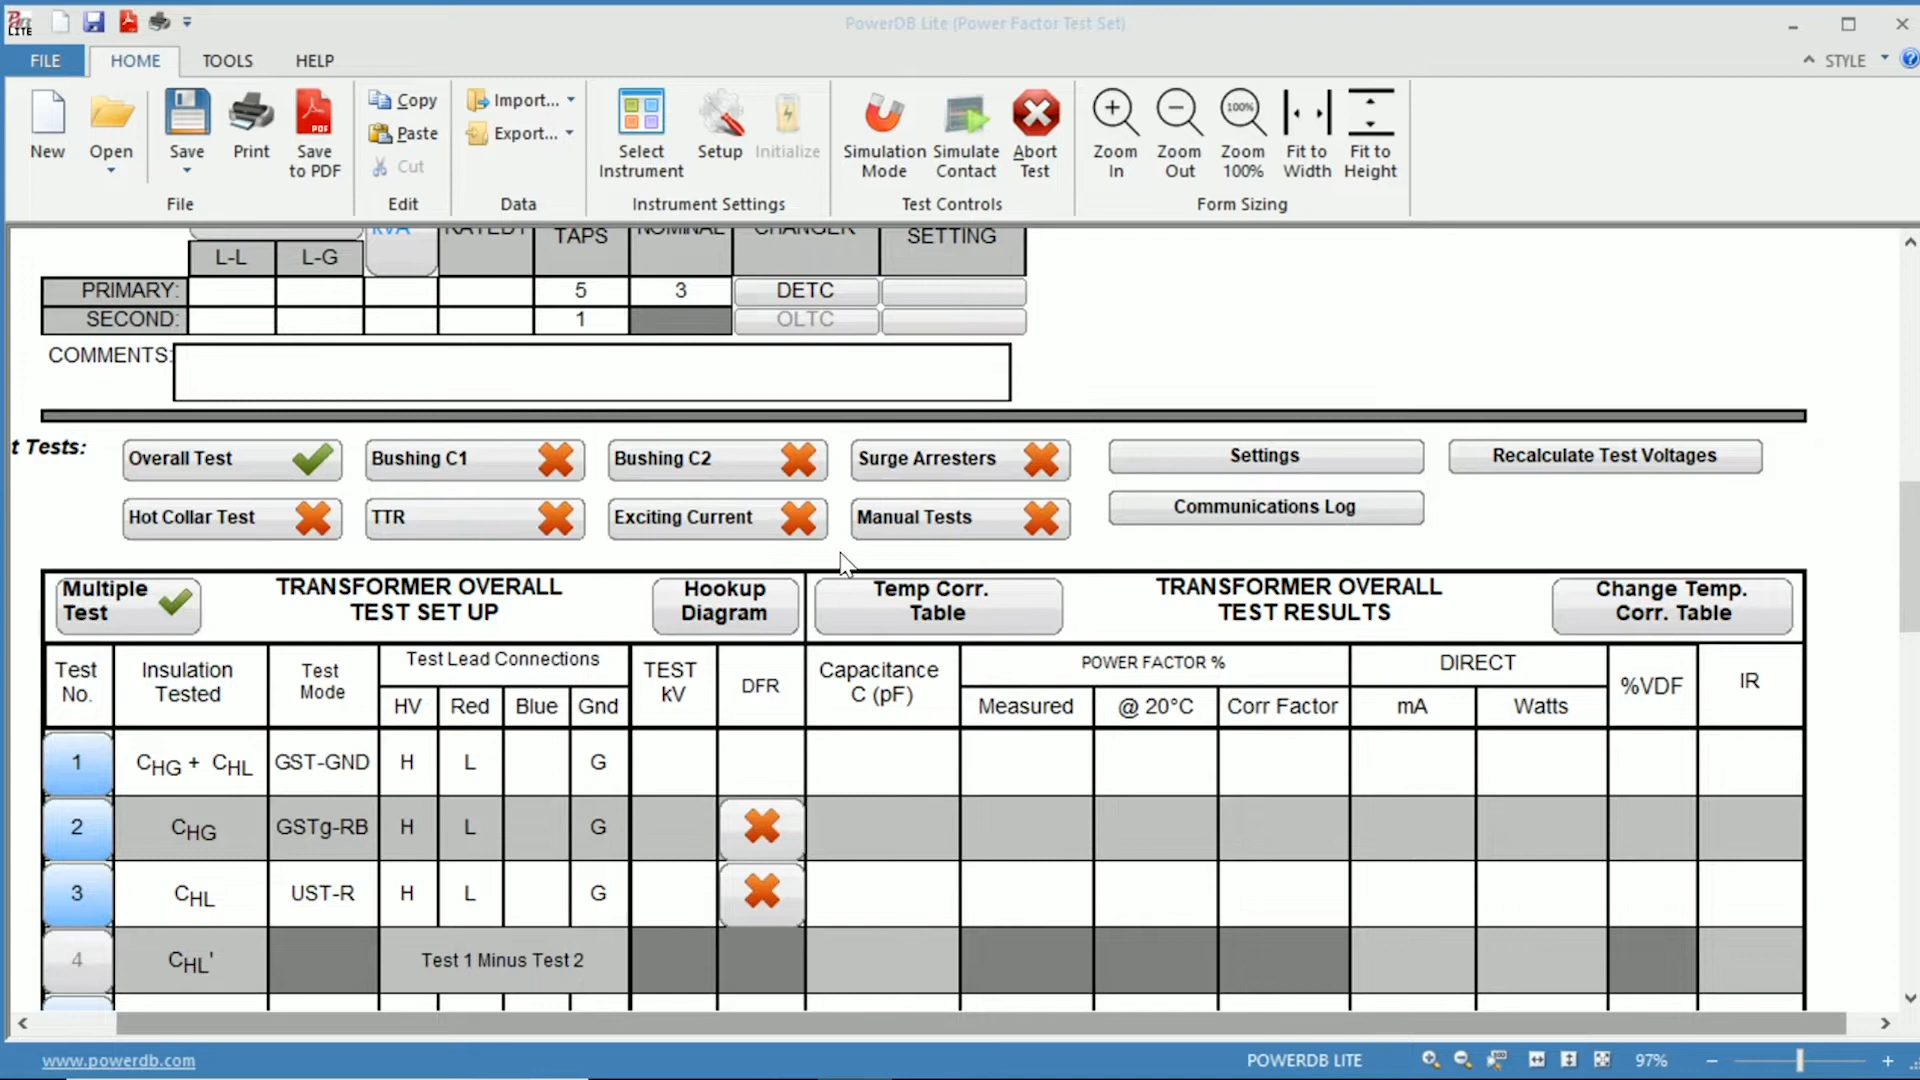 LITE
PowerDB Lite (Power Factor Test Set)
FILE HOME TOOLS HELP STYLE
New Open Save Print Save to PDF
Copy
Paste
Cut
Import...
Export...
Select Instrument Setup Initialize
Simulation Mode Simulate Contact Abort Test
Zoom In Zoom Out Zoom 100% Fit to Width Fit to Height
File Edit Data Instrument Settings Test Controls Form Sizing
kVA RATED TAPS NOMINAL CHANGER SETTING
L-L L-G
PRIMARY: 5 3 DETC
SECOND: 1 OLTC
COMMENTS:
t Tests: Overall Test Bushing C1 Bushing C2 Surge Arresters Settings Recalculate Test Voltages
Hot Collar Test TTR Exciting Current Manual Tests Communications Log
Multiple Test TRANSFORMER OVERALL TEST SET UP Hookup Diagram Temp Corr. Table TRANSFORMER OVERALL TEST RESULTS Change Temp. Corr. Table
Test No. Insulation Tested Test Mode Test Lead Connections TEST kV DFR Capacitance C (pF) POWER FACTOR % DIRECT %VDF IR
HV Red Blue Gnd Measured @ 20°C Corr Factor mA Watts
1 CHG + CHL GST-GND H L G
2 CHG GSTg-RB H L G
3 CHL UST-R H L G
4 CHL' Test 1 Minus Test 2
www.powerdb.com POWERDB LITE 97%